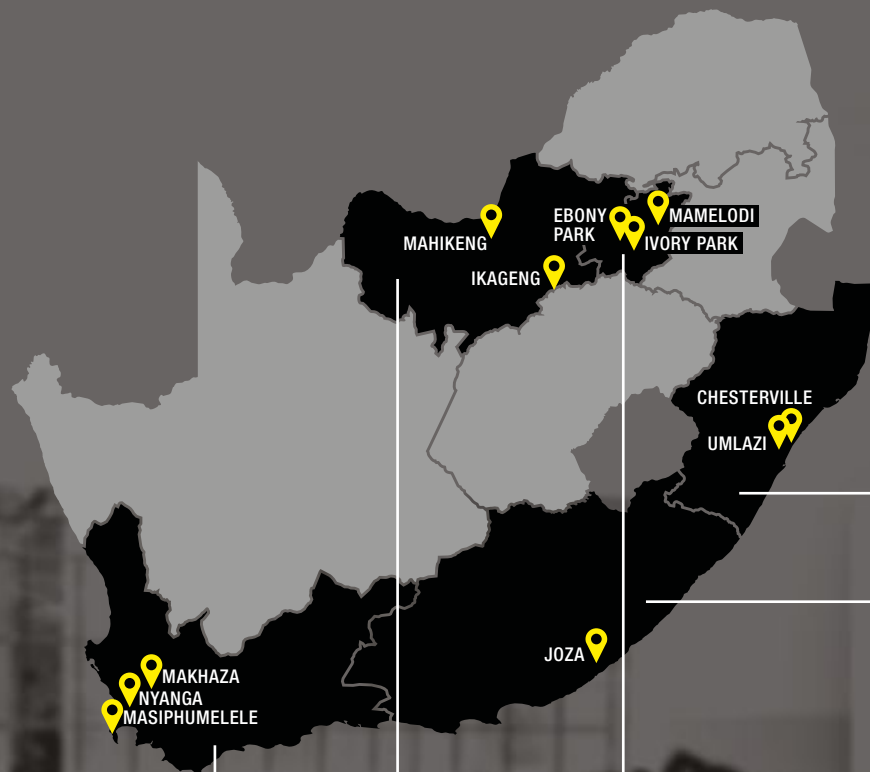 MAMELODI
EBONY
PARK
IVORY PARK
MAHIKENG
IKAGENG
CHESTERVILLE
UMLAZI
JOZA
MAKHAZA
NYANGA
MASIPHUMELELE